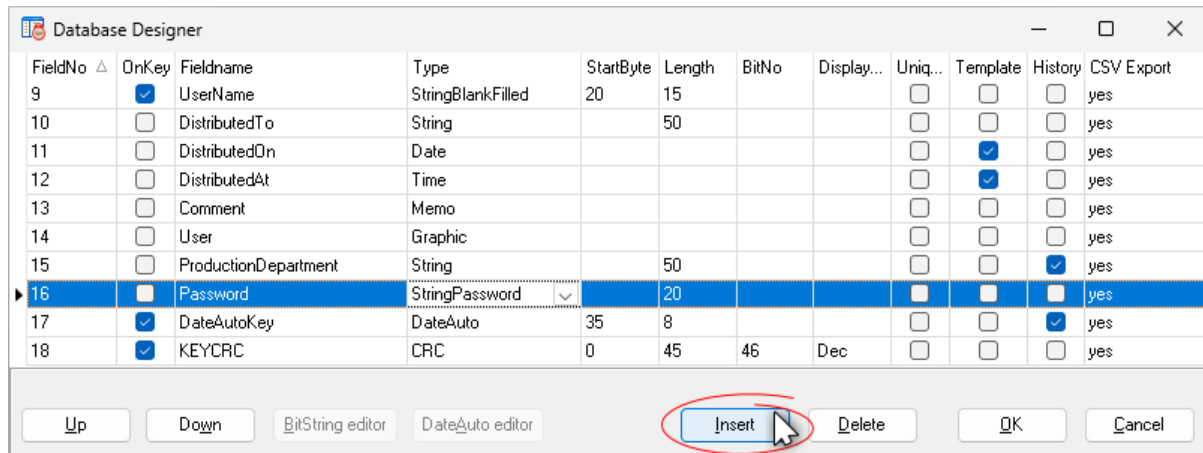 Database Designer
FieldNo OnKey Fieldname Type StartByte Length BitNo Display... Uniq... Template History CSV Export
9 UserName StringBlankFilled 20 15 yes
10 DistributedTo String 50 yes
11 DistributedOn Date yes
12 DistributedAt Time yes
13 Comment Memo yes
14 User Graphic yes
15 ProductionDepartment String 50 yes
16 Password StringPassword 20 yes
17 DateAutoKey DateAuto 35 8 yes
18 KEYCRC CRC 0 45 46 Dec yes
Up Down BitString editor DateAuto editor Insert Delete OK Cancel